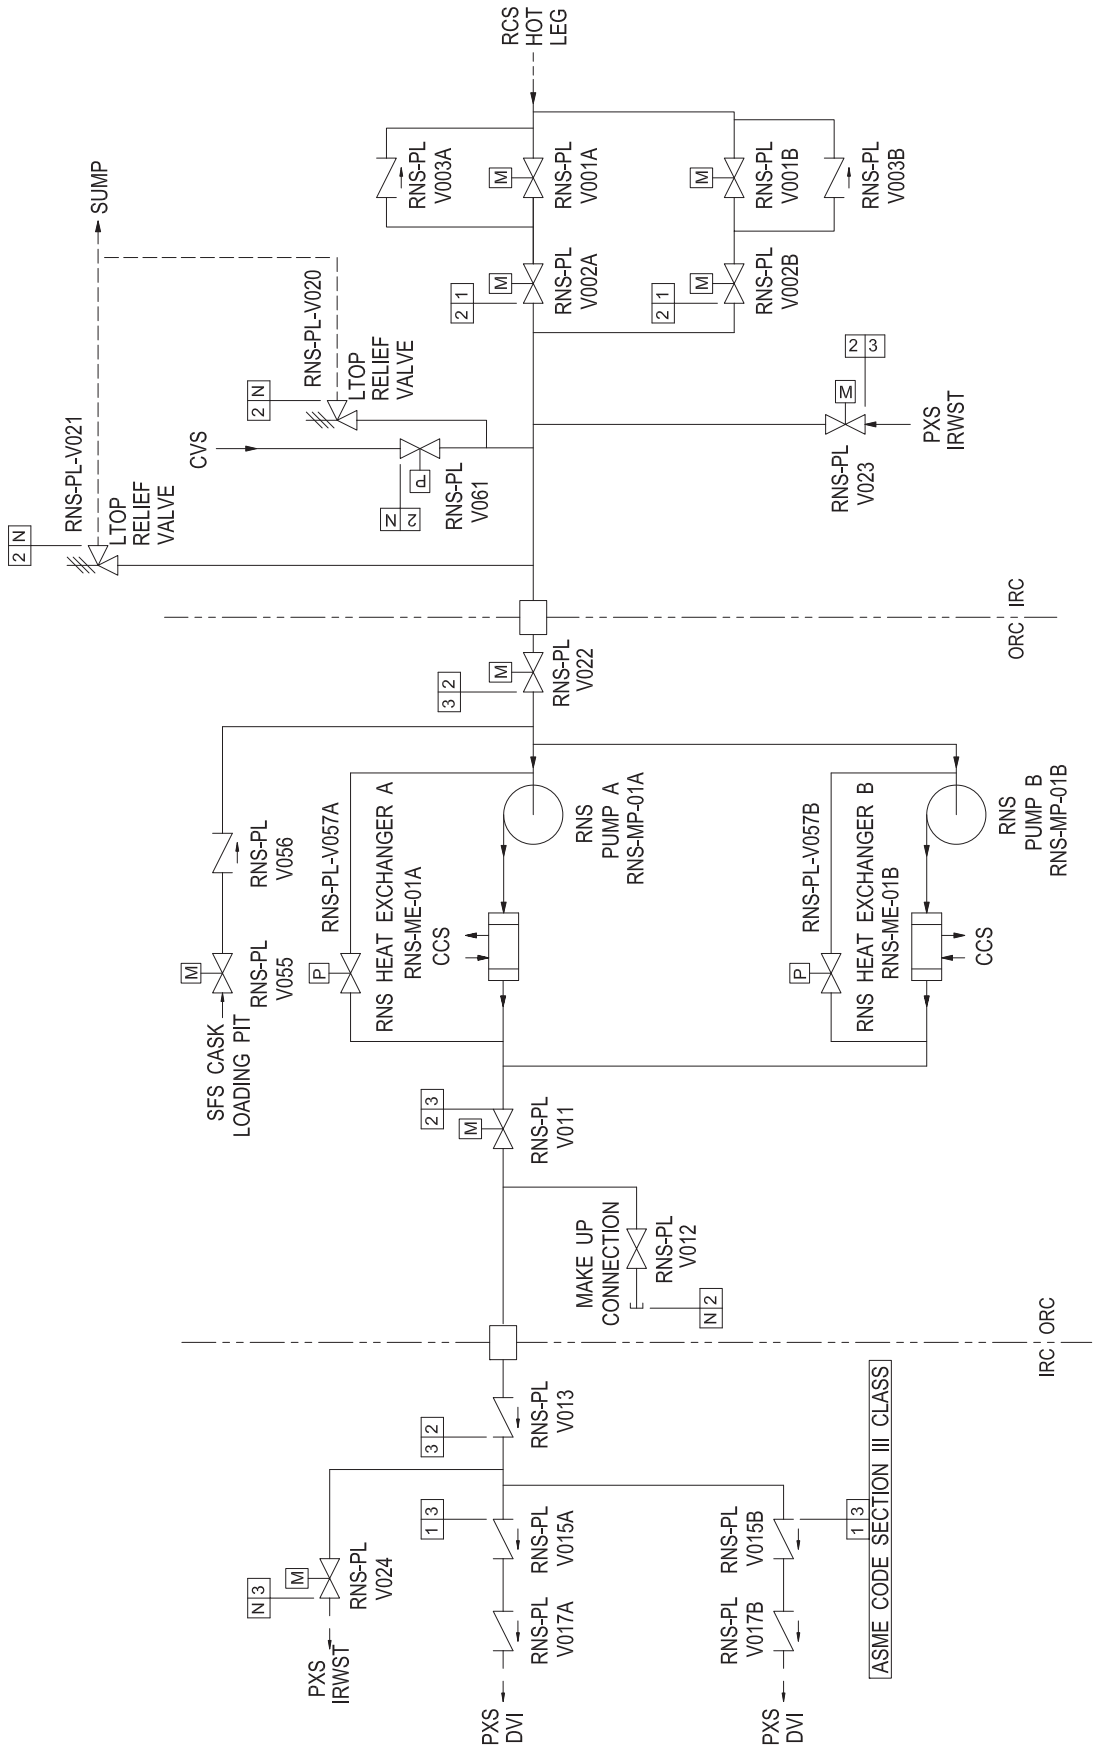 RCS
HOT
LEG
SUMP
RNS-PL
V003A
M
RNS-PL
V001A
M
RNS-PL
V001B
RNS-PL
V003B
M
RNS-PL
V002A
2 1
M
RNS-PL
V002B
2 1
RNS-PL-V020
LTOP
RELIEF
VALVE
2 N
RNS-PL-V021
LTOP
RELIEF
VALVE
2 N
CVS
P
RNS-PL
V061
N 2
2 3
M
RNS-PL
V023
PXS
IRWST
ORC IRC
M
RNS-PL
V022
3 2
RNS-PL
V056
M
RNS-PL
V055
SFS CASK
LOADING PIT
RNS-PL-V057A
P
RNS HEAT EXCHANGER A
RNS-ME-01A
CCS
RNS
PUMP A
RNS-MP-01A
RNS-PL-V057B
P
RNS HEAT EXCHANGER B
RNS-ME-01B
CCS
RNS
PUMP B
RNS-MP-01B
2 3
M
RNS-PL
V011
MAKE UP
CONNECTION
RNS-PL
V012
N 2
IRC ORC
RNS-PL
V013
3 2
M
RNS-PL
V024
N 3
PXS
IRWST
1 3
RNS-PL
V015A
RNS-PL
V017A
PXS
DVI
RNS-PL
V015B
RNS-PL
V017B
PXS
DVI
1 3
ASME CODE SECTION III CLASS